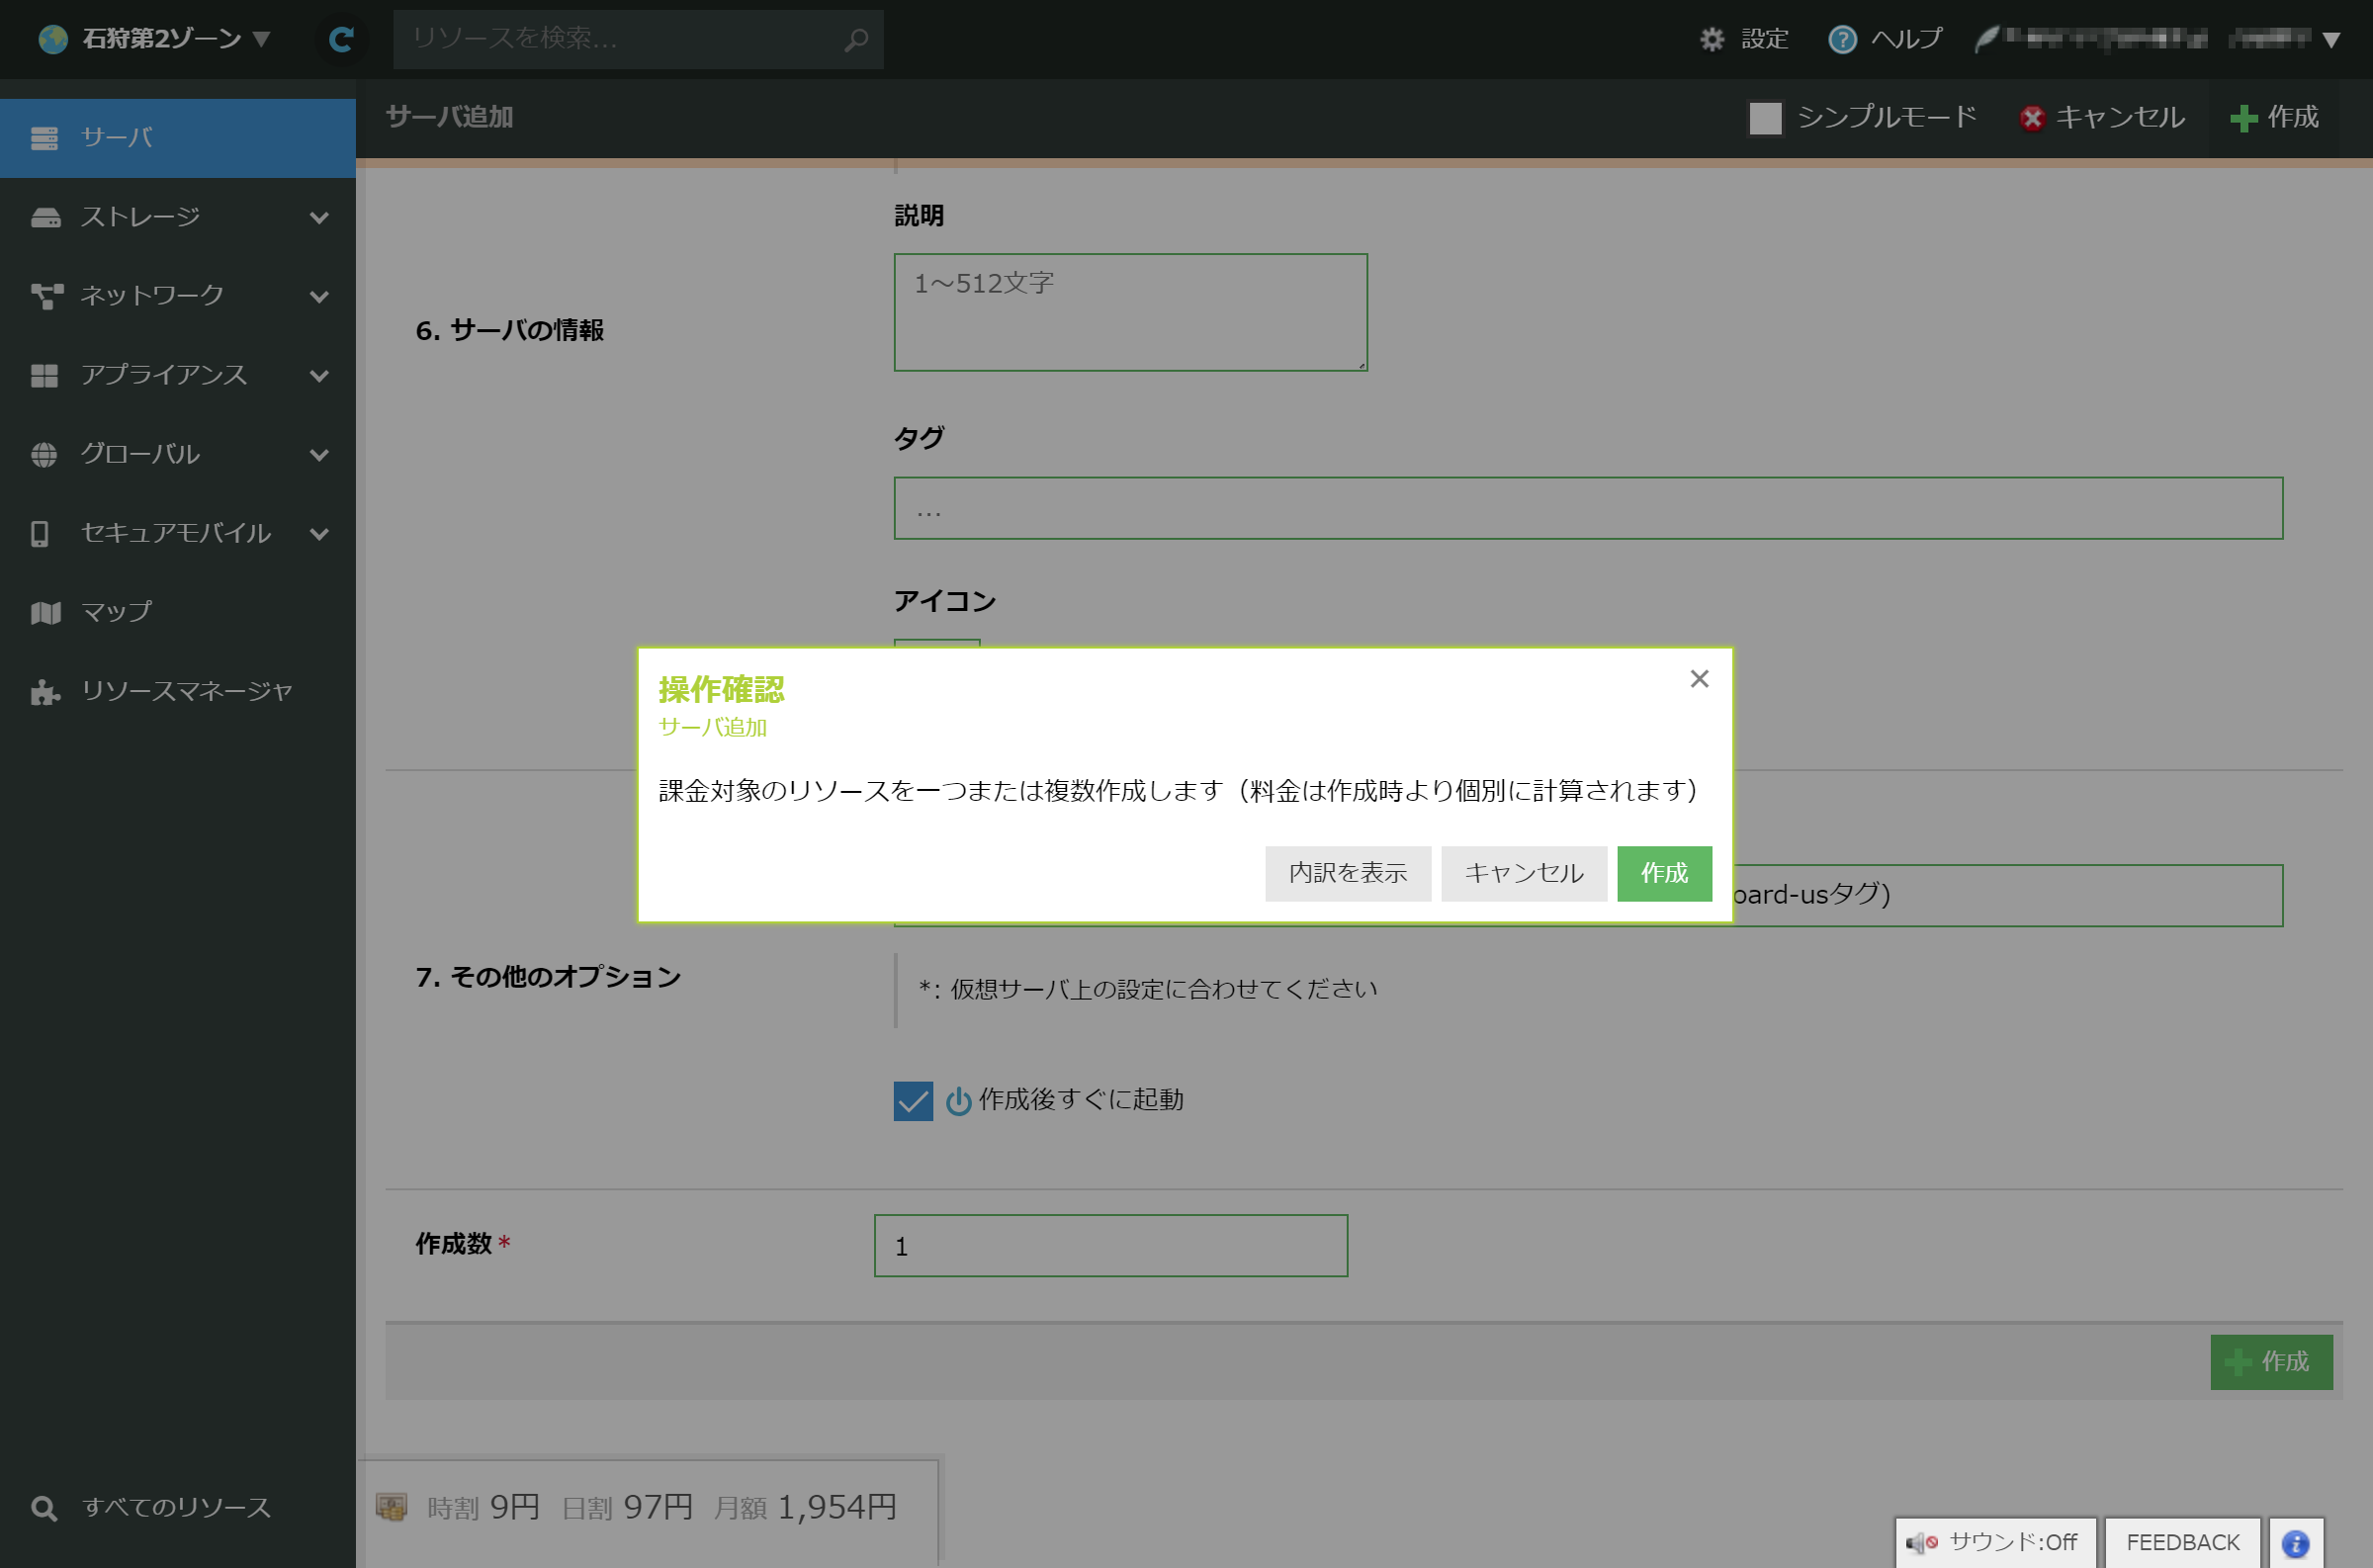 石狩第2ゾーン
リソースを検索...
設定
ヘルプ
サーバ追加
シンプルモード
キャンセル
作成
サーバ
ストレージ
ネットワーク
アプライアンス
グローバル
セキュアモバイル
マップ
リソースマネージャ
すべてのリソース
説明
1～512文字
6. サーバの情報
タグ
...
アイコン
操作確認
サーバ追加
課金対象のリソースを一つまたは複数作成します（料金は作成時より個別に計算されます）
内訳を表示
キャンセル
作成
oard-usタグ)
7. その他のオプション
*: 仮想サーバ上の設定に合わせてください
作成後すぐに起動
作成数*
1
作成
時割 9円 日割 97円 月額 1,954円
サウンド:Off
FEEDBACK